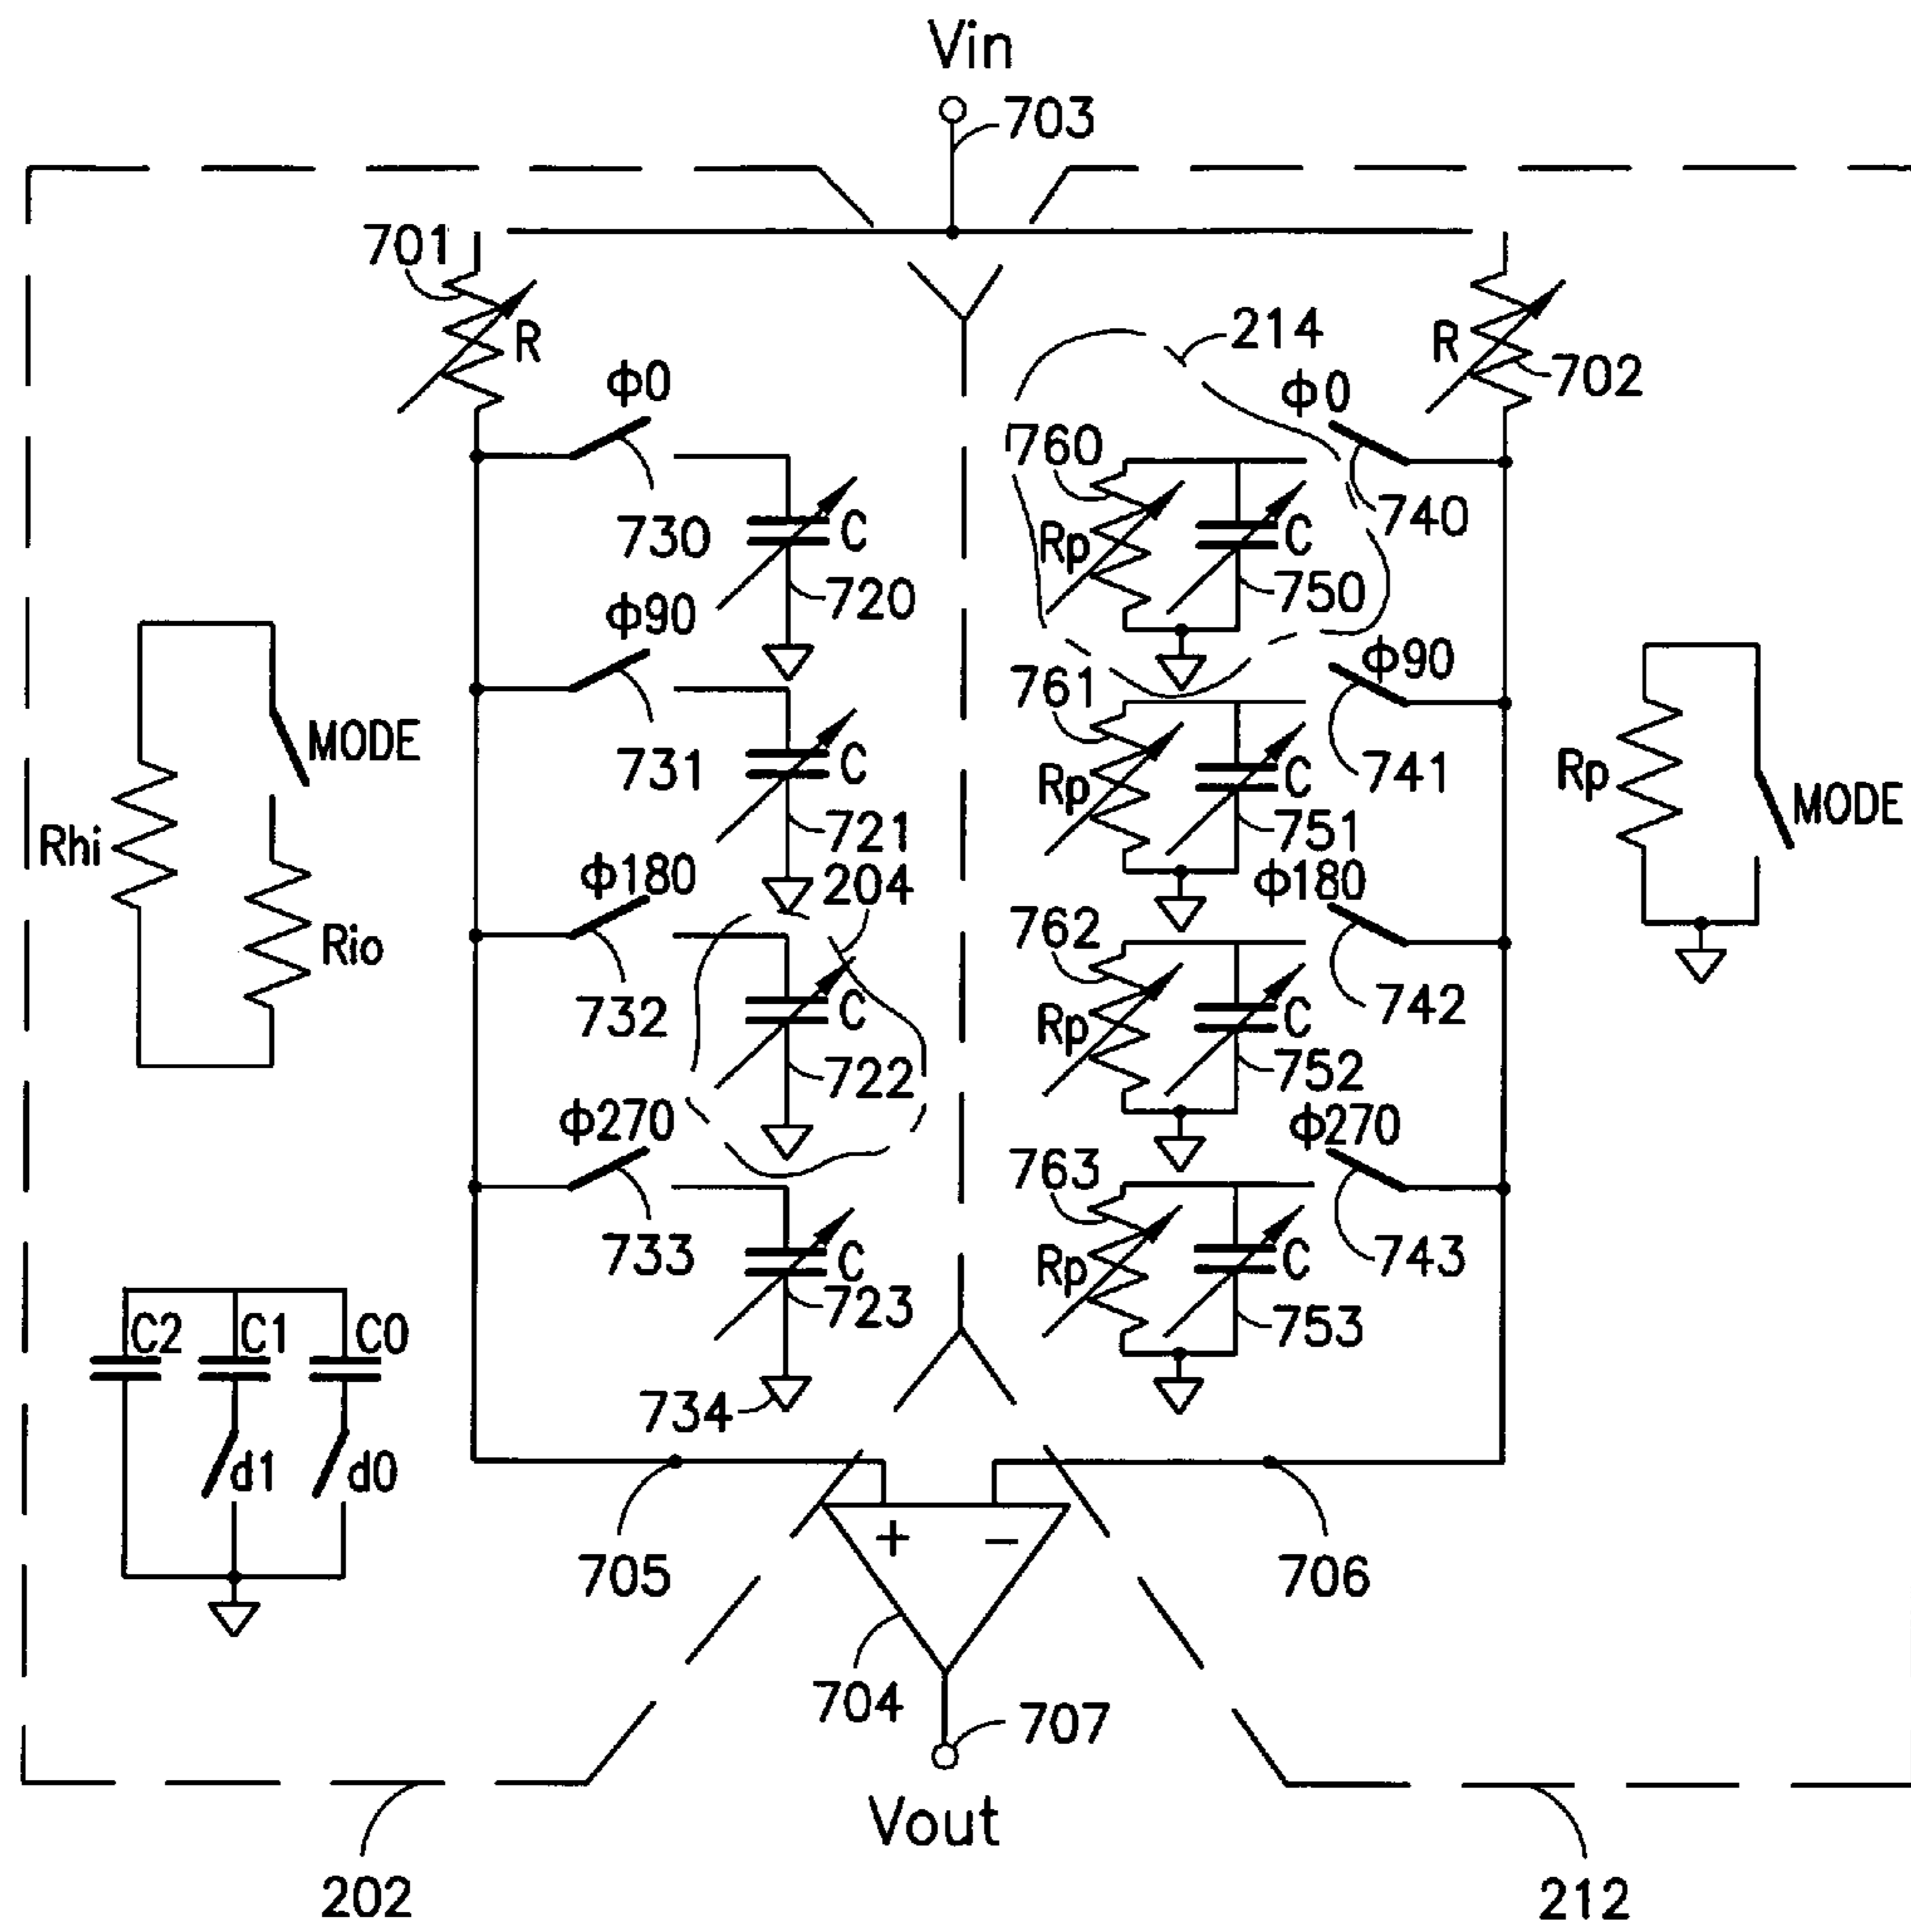 Vin
703
701
R
ϕ0
214
ϕ0
R
702
760
730
C
Rp
C
740
720
750
ϕ90
ϕ90
761
MODE
731
C
721
Rp
C
741
751
Rp
MODE
Rhi
ϕ180
204
ϕ180
Rio
732
C
722
762
Rp
C
742
752
ϕ270
ϕ270
763
733
C
723
Rp
C
743
753
C2
C1
C0
734
d1
d0
+
−
705
706
704
707
Vout
202
212